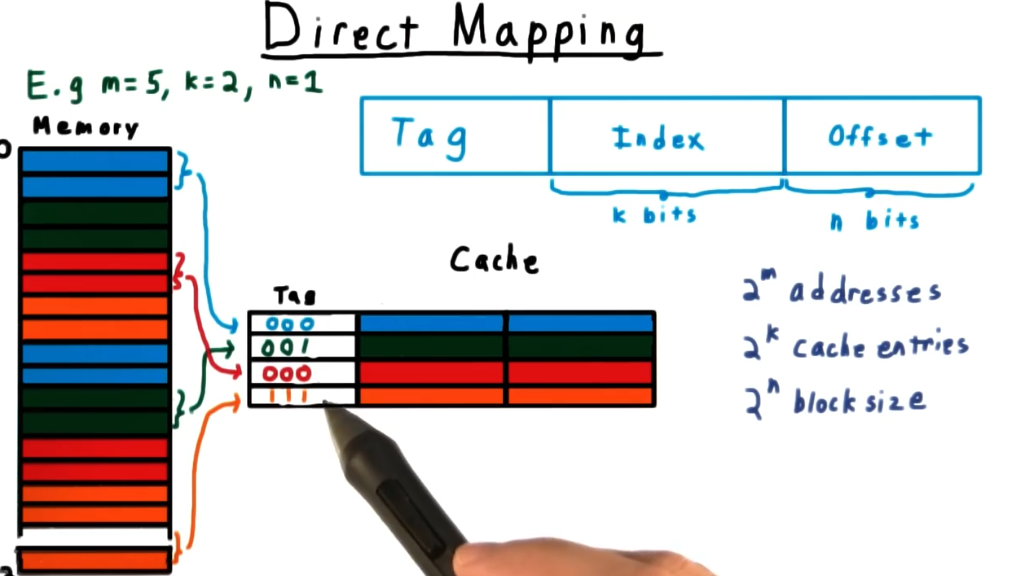 Direct Mapping
E.g m=5, k=2, n=1
Memory
0
Tag
Index
Offset
k bits
n bits
Cache
Tag
000
001
000
111
2^m addresses
2^k cache entries
2^n block size